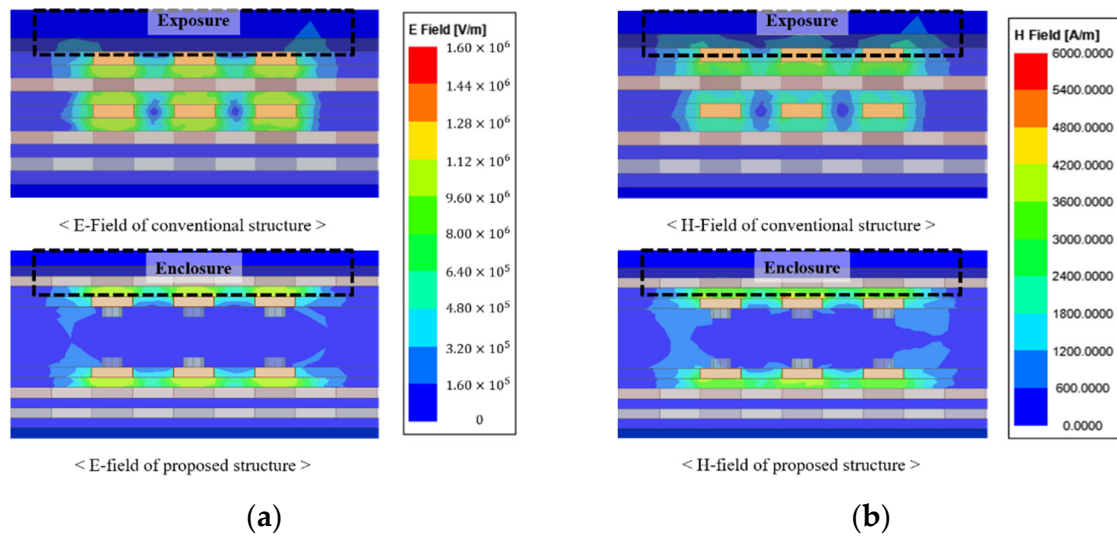 Exposure
E Field [V/m]
1.60 × 10⁶
1.44 × 10⁶
1.28 × 10⁶
1.12 × 10⁶
9.60 × 10⁵
8.00 × 10⁵
6.40 × 10⁵
4.80 × 10⁵
3.20 × 10⁵
1.60 × 10⁵
0
< E-Field of conventional structure >
Enclosure
< E-field of proposed structure >
(a)
Exposure
H Field [A/m]
6000.0000
5400.0000
4800.0000
4200.0000
3600.0000
3000.0000
2400.0000
1800.0000
1200.0000
600.0000
0.0000
< H-Field of conventional structure >
Enclosure
< H-field of proposed structure >
(b)